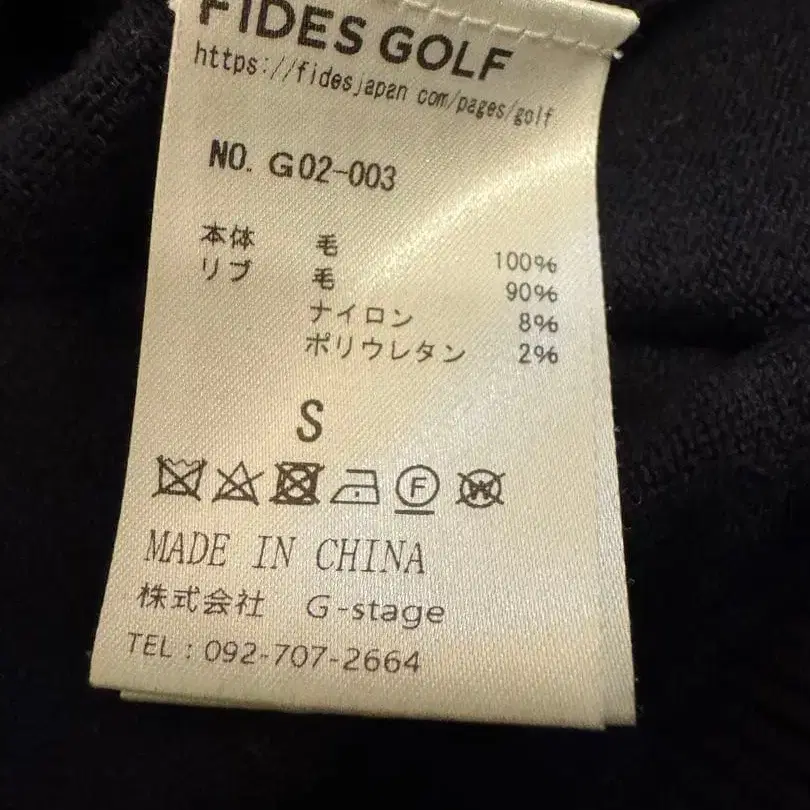 FIDES GOLF
https://fidesjapan com/pages/golf
NO. G02-003
本体 毛 100%
リブ 毛 90%
ナイロン 8%
ポリウレタン 2%
S
F W
MADE IN CHINA
株式会社 G-stage
TEL：092-707-2664